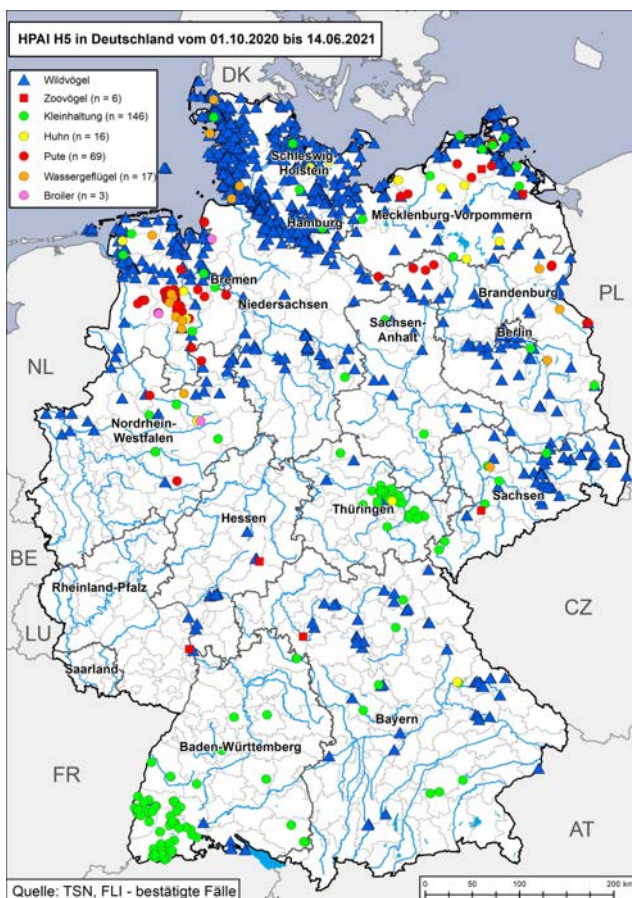 HPAI H5 in Deutschland vom 01.10.2020 bis 14.06.2021
DK
Wildvögel
Zoovögel (n = 6)
Kleinhaltung (n = 146)
Huhn (n = 16)
Pute (n = 69)
Wassergeflügel (n = 17)
Broiler (n = 3)
Schleswig-
Holstein
Hamburg
Mecklenburg-Vorpommern
Bremen
Niedersachsen
Brandenburg
PL
Sachsen-
Anhalt
Berlin
NL
Nordrhein-
Westfalen
Thüringen
Sachsen
Hessen
BE
Rheinland-Pfalz
CZ
LU
Saarland
Bayern
Baden-Württemberg
FR
AT
Quelle: TSN, FLI - bestätigte Fälle
0 50 100 200 km